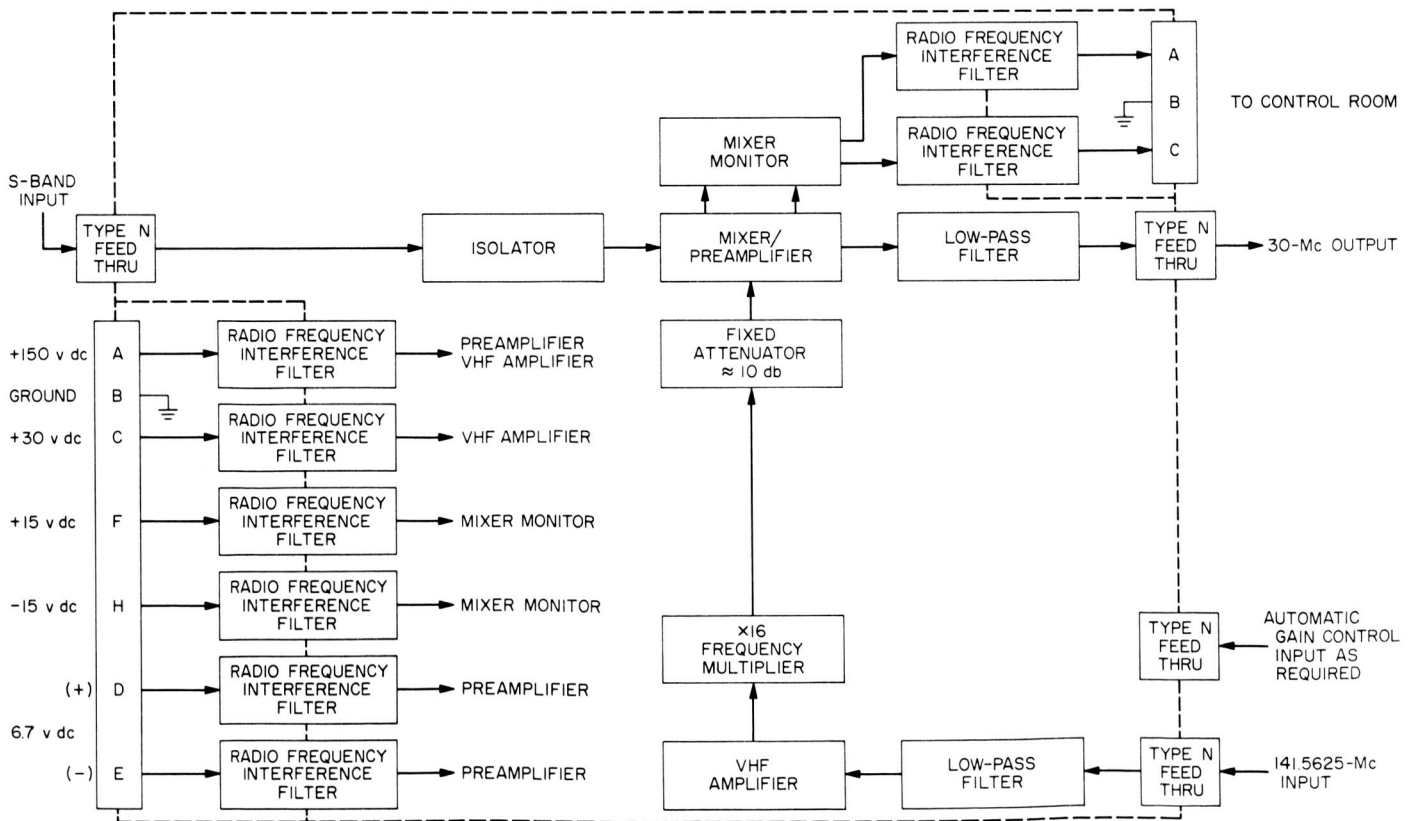 RADIO FREQUENCY
INTERFERENCE
FILTER
A
B
TO CONTROL ROOM
RADIO FREQUENCY
INTERFERENCE
FILTER
C
MIXER
MONITOR
S-BAND
INPUT
TYPE N
FEED
THRU
ISOLATOR
MIXER/
PREAMPLIFIER
LOW-PASS
FILTER
TYPE N
FEED
THRU
30-Mc OUTPUT
+150 v dc
A
RADIO FREQUENCY
INTERFERENCE
FILTER
PREAMPLIFIER
VHF AMPLIFIER
FIXED
ATTENUATOR
≈ 10 db
GROUND
B
+30 v dc
C
RADIO FREQUENCY
INTERFERENCE
FILTER
VHF AMPLIFIER
+15 v dc
F
RADIO FREQUENCY
INTERFERENCE
FILTER
MIXER MONITOR
-15 v dc
H
RADIO FREQUENCY
INTERFERENCE
FILTER
MIXER MONITOR
×16
FREQUENCY
MULTIPLIER
TYPE N
FEED
THRU
AUTOMATIC
GAIN CONTROL
INPUT AS
REQUIRED
(+)
D
RADIO FREQUENCY
INTERFERENCE
FILTER
PREAMPLIFIER
6.7 v dc
(-)
E
RADIO FREQUENCY
INTERFERENCE
FILTER
PREAMPLIFIER
VHF
AMPLIFIER
LOW-PASS
FILTER
TYPE N
FEED
THRU
141.5625-Mc
INPUT